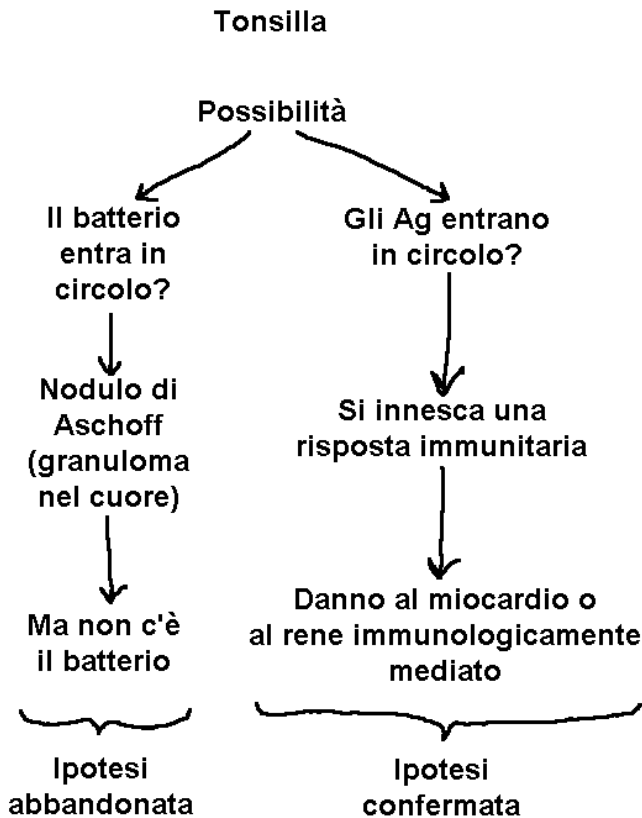 Tonsilla
Possibilità
Il batterio
entra in
circolo?
Nodulo di
Aschoff
(granuloma
nel cuore)
Ma non c'è
il batterio
Ipotesi
abbandonata
Gli Ag entrano
in circolo?
Si innesca una
risposta immunitaria
Danno al miocardio o
al rene immunologicamente
mediato
Ipotesi
confermata